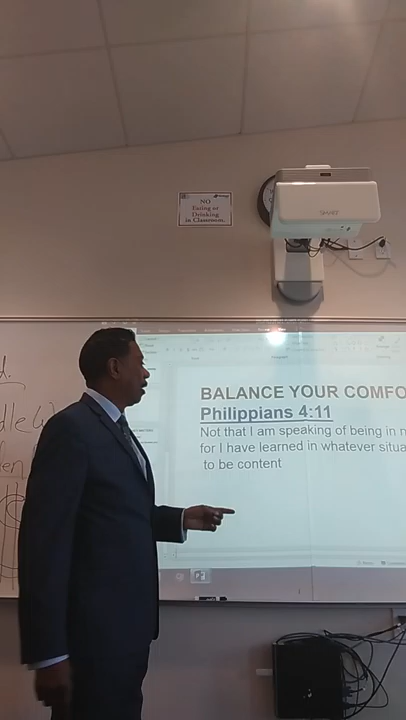 NO
Eating or
Drinking
in Classroom.
SMART
BALANCE YOUR COMFO
Philippians 4:11
Not that I am speaking of being in n
for I have learned in whatever situa
to be content